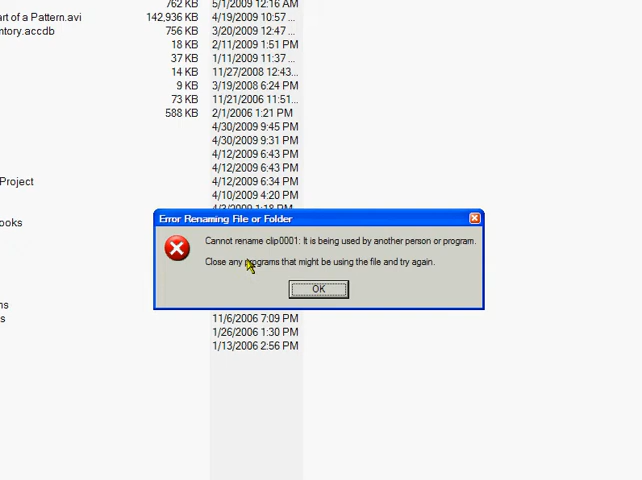 762 KB 5/1/2009 12:16 AM
art of a Pattern.avi 142,936 KB 4/19/2009 10:57 ...
ntory.accdb 756 KB 3/20/2009 12:47 ...
18 KB 2/11/2009 1:51 PM
37 KB 1/11/2009 11:37 ...
14 KB 11/27/2008 12:43...
9 KB 3/19/2008 6:24 PM
73 KB 11/21/2006 11:51...
588 KB 2/1/2006 1:21 PM
4/30/2009 9:45 PM
4/30/2009 9:31 PM
4/12/2009 6:43 PM
4/12/2009 6:43 PM
Project 4/12/2009 6:34 PM
4/10/2009 4:20 PM
4/3/2009 1:18 PM
Error Renaming File or Folder
ooks
Cannot rename clip0001: It is being used by another person or program.
Close any programs that might be using the file and try again.
OK
ns
s 11/6/2006 7:09 PM
1/26/2006 1:30 PM
1/13/2006 2:56 PM